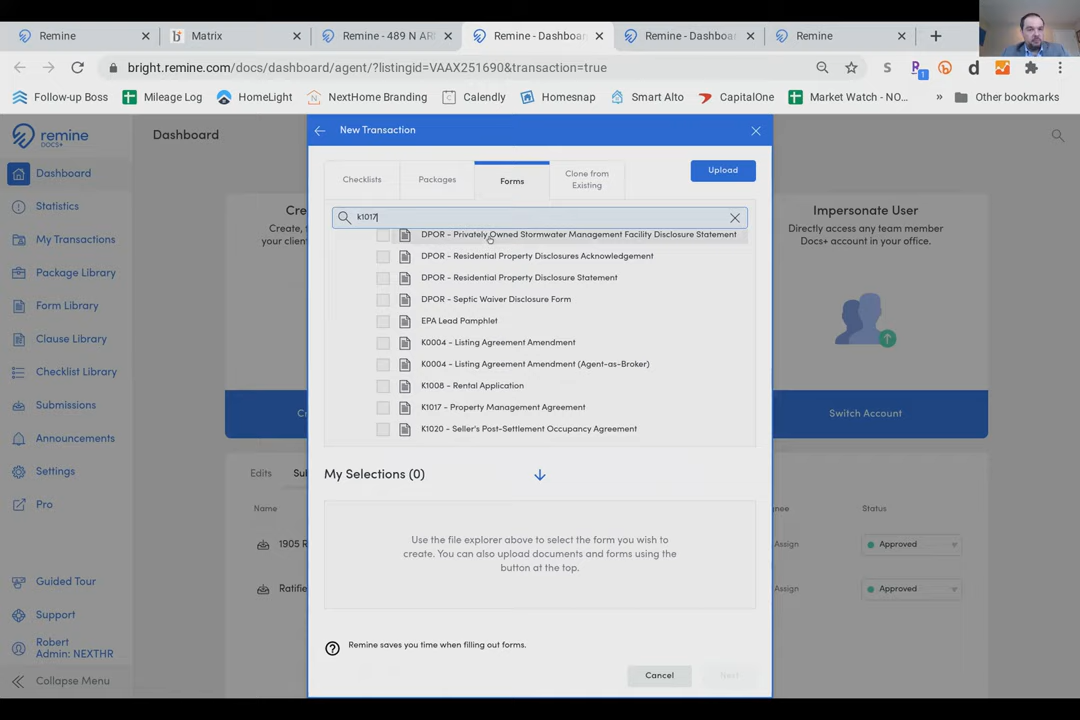 Remine
Matrix
Remine - 489 N AR
Remine - Dashboa
Remine - Dashboa
Remine
bright.remine.com/docs/dashboard/agent/?listingid=VAAX251690&transaction=true
Follow-up Boss
Mileage Log
HomeLight
NextHome Branding
Calendly
Homesnap
Smart Alto
CapitalOne
Market Watch - NO...
Other bookmarks
remine
DOCS+
Dashboard
Dashboard
Statistics
My Transactions
Package Library
Form Library
Clause Library
Checklist Library
Submissions
Announcements
Settings
Pro
Guided Tour
Support
Robert
Admin: NEXTHR
Collapse Menu
New Transaction
Checklists
Packages
Forms
Clone from
Existing
Upload
k1017
DPOR - Privately Owned Stormwater Management Facility Disclosure Statement
DPOR - Residential Property Disclosures Acknowledgement
DPOR - Residential Property Disclosure Statement
DPOR - Septic Waiver Disclosure Form
EPA Lead Pamphlet
K0004 - Listing Agreement Amendment
K0004 - Listing Agreement Amendment (Agent-as-Broker)
K1008 - Rental Application
K1017 - Property Management Agreement
K1020 - Seller's Post-Settlement Occupancy Agreement
My Selections (0)
Use the file explorer above to select the form you wish to
create. You can also upload documents and forms using the
button at the top.
Remine saves you time when filling out forms.
Cancel
Next
Cre
Create,
your clien
Edits
Name
1905 R
Ratifie
Impersonate User
Directly access any team member
Docs+ account in your office.
Switch Account
Status
Assign
Approved
Assign
Approved